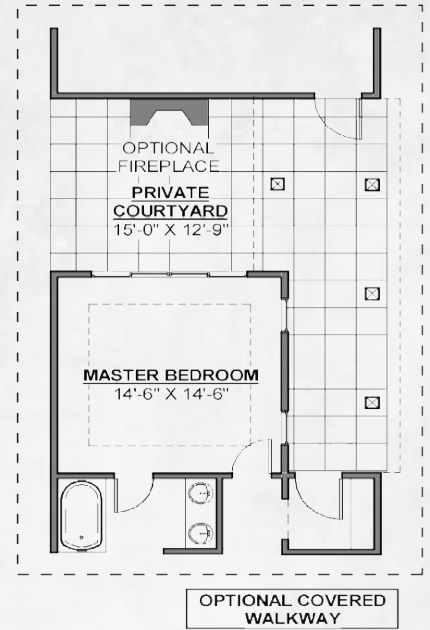 OPTIONAL
FIREPLACE
PRIVATE
COURTYARD
15'-0" X 12'-9"
MASTER BEDROOM
14'-6" X 14'-6"
OPTIONAL COVERED
WALKWAY